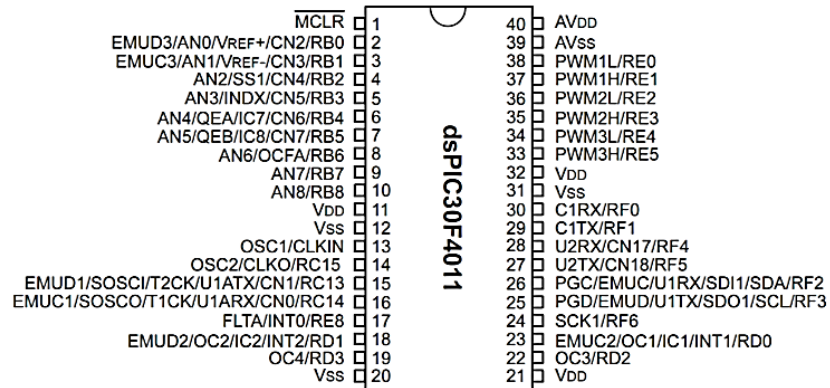 MCLR 1
EMUD3/AN0/VREF+/CN2/RB0 2
EMUC3/AN1/VREF-/CN3/RB1 3
AN2/SS1/CN4/RB2 4
AN3/INDX/CN5/RB3 5
AN4/QEA/IC7/CN6/RB4 6
AN5/QEB/IC8/CN7/RB5 7
AN6/OCFA/RB6 8
AN7/RB7 9
AN8/RB8 10
VDD 11
VSS 12
OSC1/CLKIN 13
OSC2/CLKO/RC15 14
EMUD1/SOSCI/T2CK/U1ATX/CN1/RC13 15
EMUC1/SOSCO/T1CK/U1ARX/CN0/RC14 16
FLTA/INT0/RE8 17
EMUD2/OC2/IC2/INT2/RD1 18
OC4/RD3 19
VSS 20
dsPIC30F4011
40 AVDD
39 AVSS
38 PWM1L/RE0
37 PWM1H/RE1
36 PWM2L/RE2
35 PWM2H/RE3
34 PWM3L/RE4
33 PWM3H/RE5
32 VDD
31 VSS
30 C1RX/RF0
29 C1TX/RF1
28 U2RX/CN17/RF4
27 U2TX/CN18/RF5
26 PGC/EMUC/U1RX/SDI1/SDA/RF2
25 PGD/EMUD/U1TX/SDO1/SCL/RF3
24 SCK1/RF6
23 EMUC2/OC1/IC1/INT1/RD0
22 OC3/RD2
21 VDD